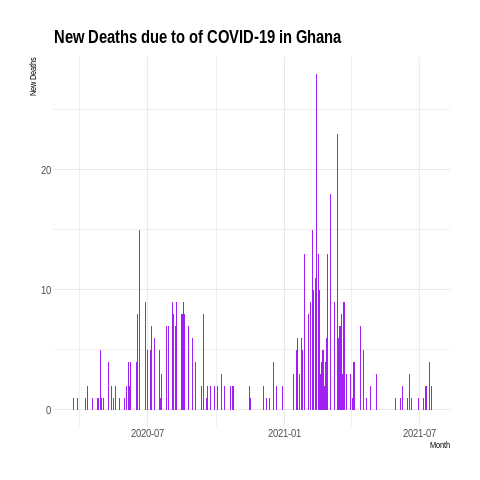 New Deaths due to of COVID-19 in Ghana
New Deaths
20
10
0
2020-07
2021-01
2021-07
Month